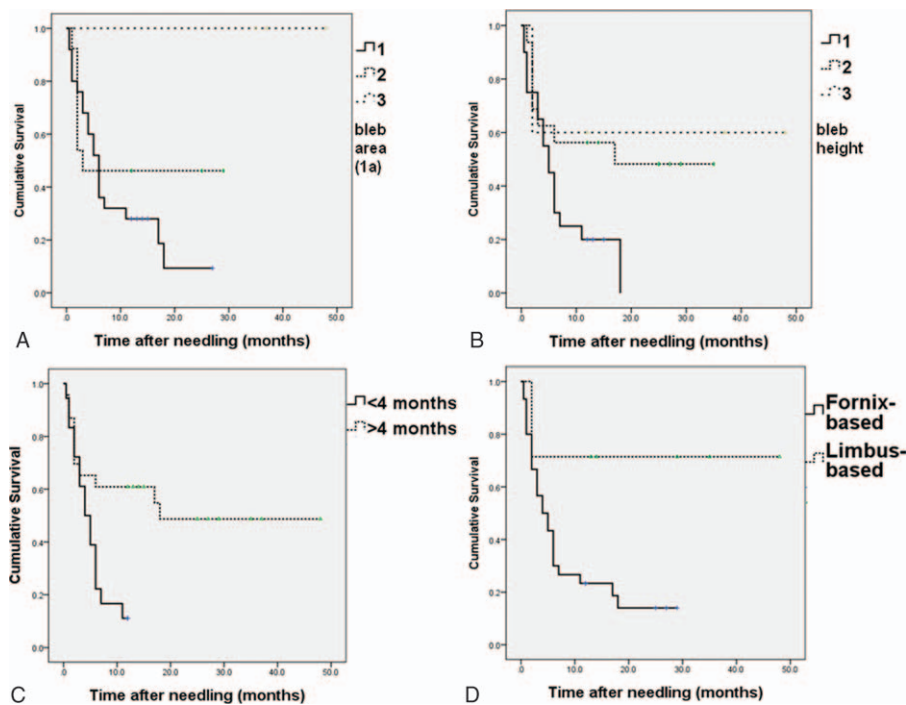 1.0
0.8
0.6
0.4
0.2
0.0
Cumulative Survival
.0 10.0 20.0 30.0 40.0 50.0
Time after needling (months)
1
2
3
bleb
area
(1a)
A
1.0
0.8
0.6
0.4
0.2
0.0
Cumulative Survival
.0 10.0 20.0 30.0 40.0 50.0
Time after needling (months)
1
2
3
bleb
height
B
1.0
0.8
0.6
0.4
0.2
0.0
Cumulative Survival
.0 10.0 20.0 30.0 40.0 50.0
Time after needling (months)
<4 months
>4 months
C
1.0
0.8
0.6
0.4
0.2
0.0
Cumulative Survival
.0 10.0 20.0 30.0 40.0 50.0
Time after needling (months)
Fornix-
based
Limbus-
based
D